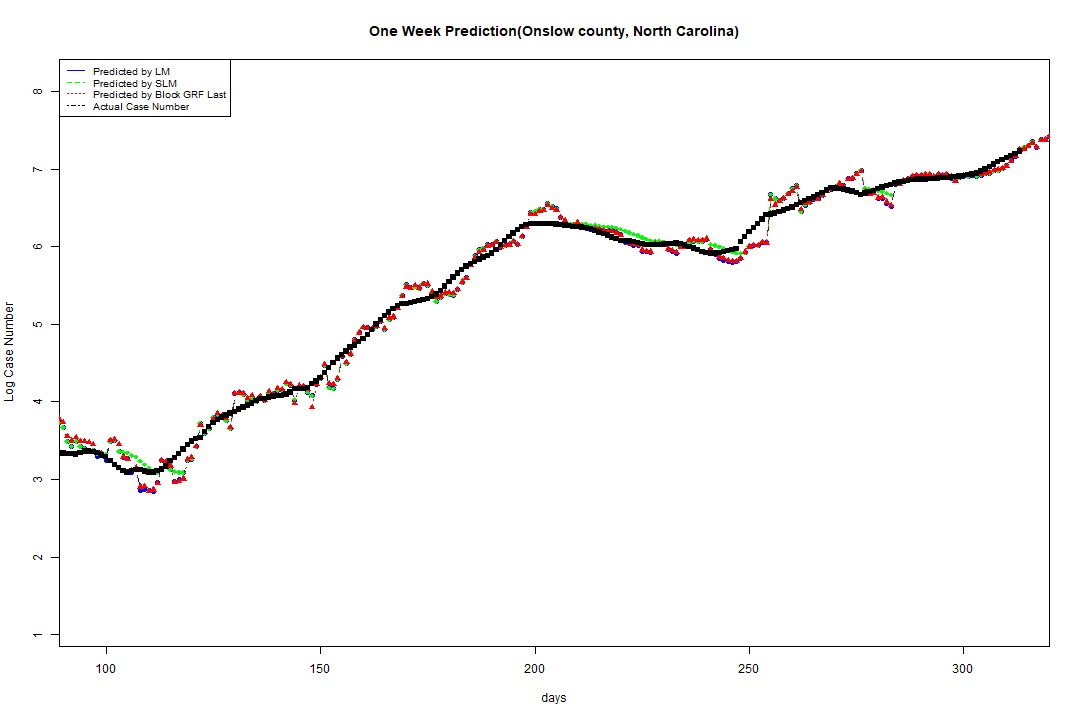 One Week Prediction(Onslow county, North Carolina)
Predicted by LM
Predicted by SLM
Predicted by Block GRF Last
Actual Case Number
8
7
6
5
4
3
2
1
Log Case Number
100 150 200 250 300
days